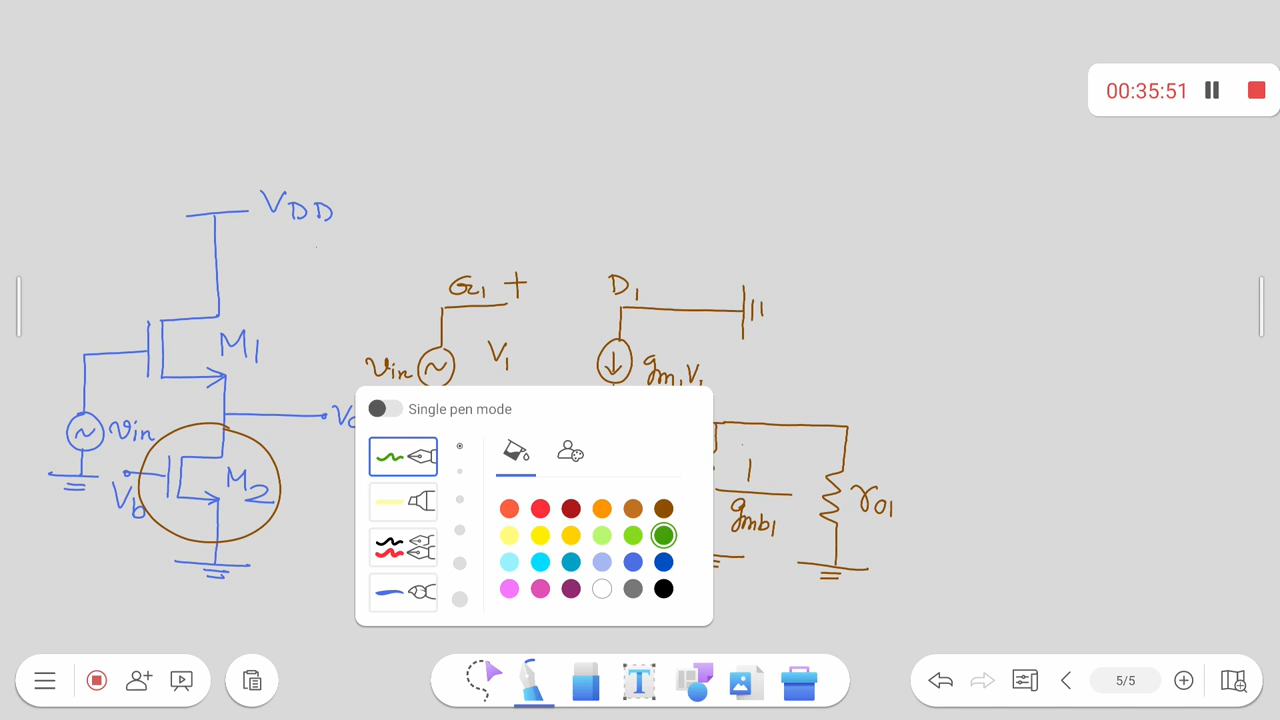 00:35:51
VDD
G1 +
D1
M1
vin
V1
gm1V1
Single pen mode
vin
M2
Vb
1
gmb1
ro1
T
5/5